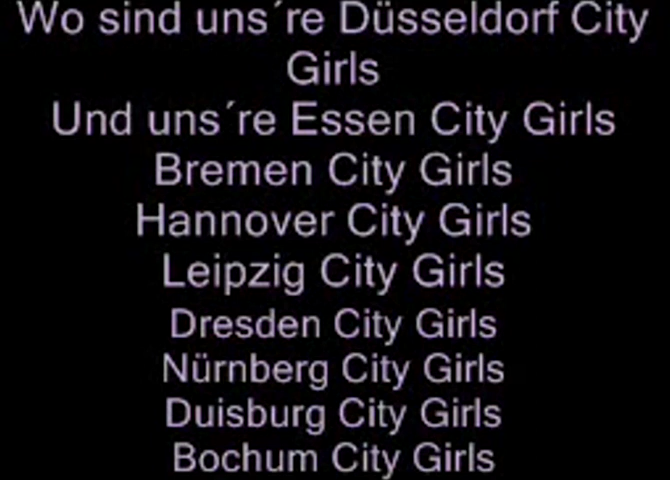 Wo sind uns´re Düsseldorf City
Girls
Und uns´re Essen City Girls
Bremen City Girls
Hannover City Girls
Leipzig City Girls
Dresden City Girls
Nürnberg City Girls
Duisburg City Girls
Bochum City Girls